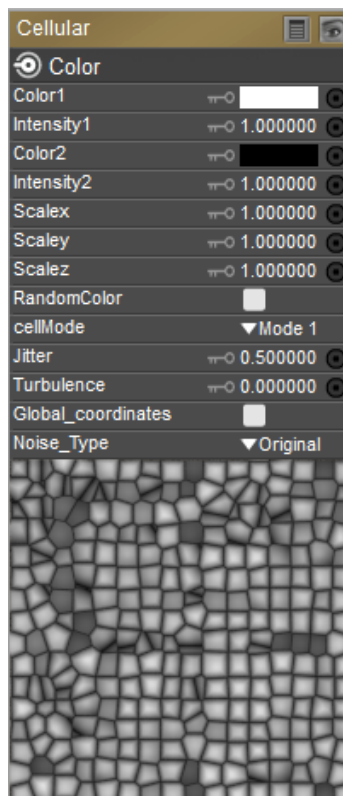 Cellular
Color
Color1
Intensity1 1.000000
Color2
Intensity2 1.000000
Scalex 1.000000
Scaley 1.000000
Scalez 1.000000
RandomColor
cellMode Mode 1
Jitter 0.500000
Turbulence 0.000000
Global_coordinates
Noise_Type Original